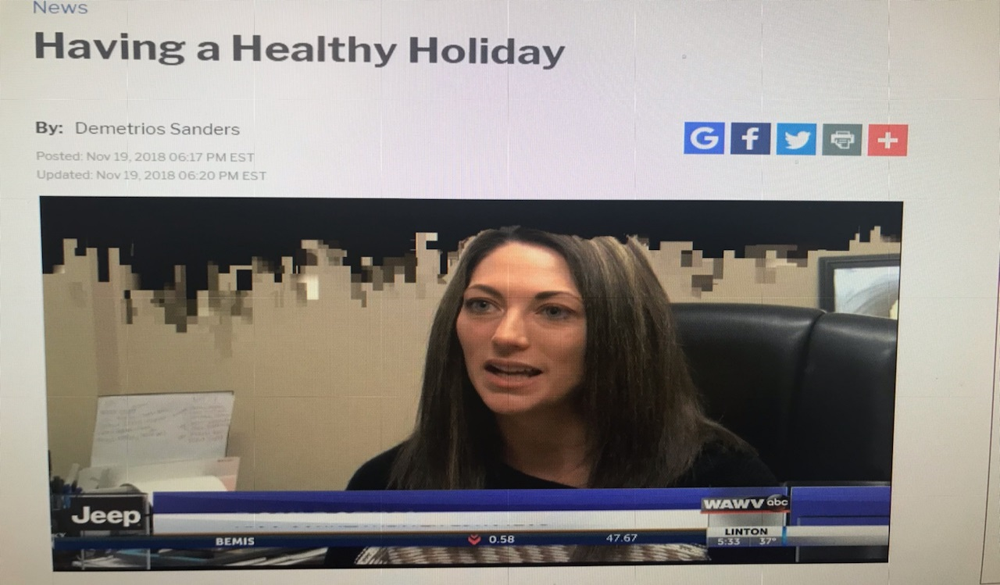 News
Having a Healthy Holiday
By: Demetrios Sanders
Posted: Nov 19, 2018 06:17 PM EST
Updated: Nov 19, 2018 06:20 PM EST
G f +
Jeep
WAWV abc
LINTON
5:33 37°
BEMIS 0.58 47.67